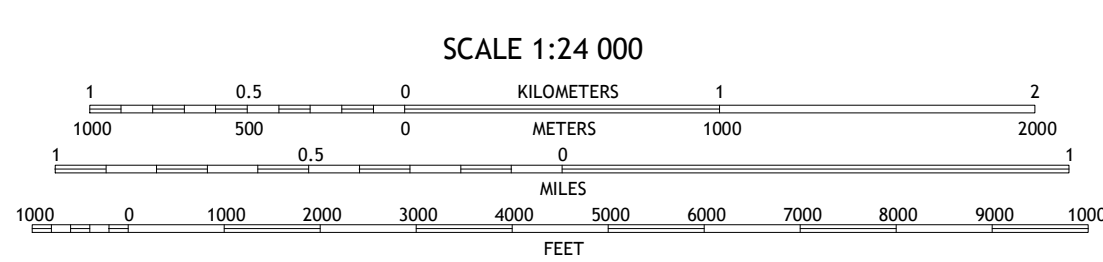 SCALE 1:24 000
1 0.5 0 KILOMETERS 1 2
1000 500 0 METERS 1000 2000
1 0.5 0 1
MILES
1000 0 1000 2000 3000 4000 5000 6000 7000 8000 9000 1000
FEET